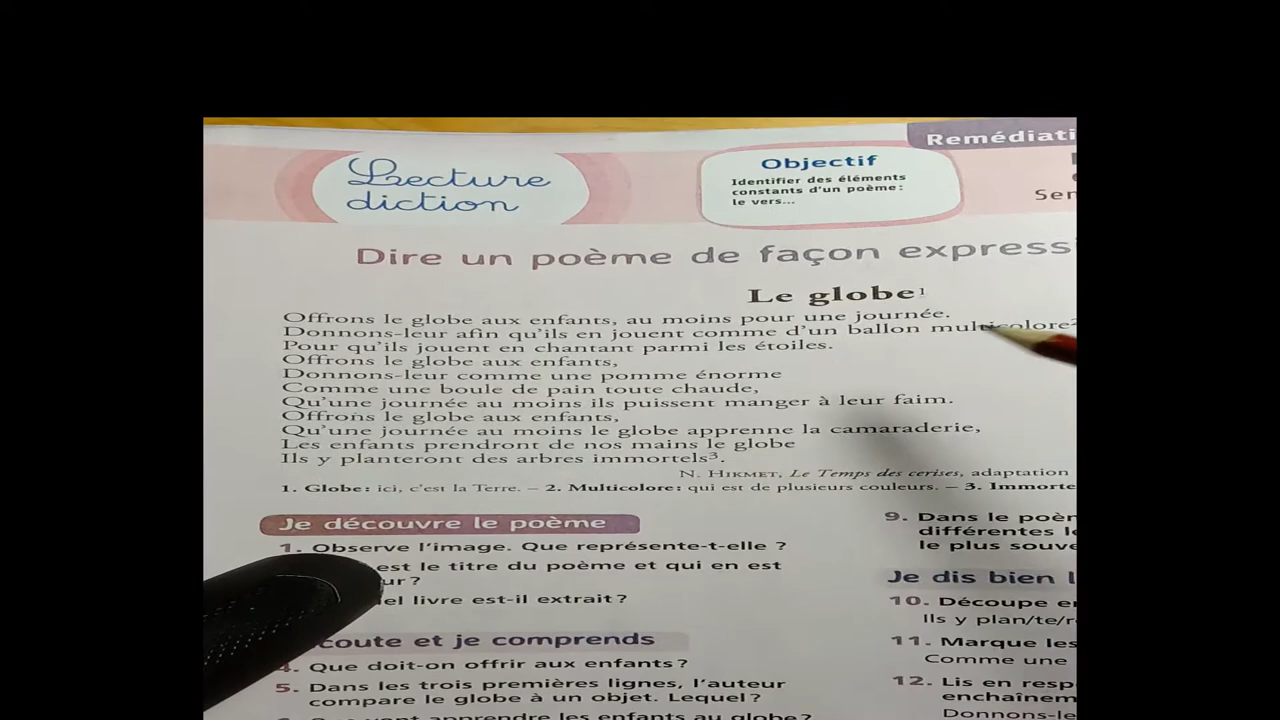 Remédiati
Lecture
diction
Objectif
Identifier des éléments
constants d'un poème :
le vers...
Sen
Dire un poème de façon expressi
Le globe¹
Offrons le globe aux enfants, au moins pour une journée.
Donnons-leur afin qu'ils en jouent comme d'un ballon multicolore²
Pour qu'ils jouent en chantant parmi les étoiles.
Offrons le globe aux enfants,
Donnons-leur comme une pomme énorme
Comme une boule de pain toute chaude,
Qu'une journée au moins ils puissent manger à leur faim.
Offrons le globe aux enfants,
Qu'une journée au moins le globe apprenne la camaraderie,
Les enfants prendront de nos mains le globe
Ils y planteront des arbres immortels³.
N. HIKMET, Le Temps des cerises, adaptation
1. Globe : ici, c'est la Terre. – 2. Multicolore : qui est de plusieurs couleurs. – 3. Immorte
Je découvre le poème
1. Observe l'image. Que représente-t-elle ?
est le titre du poème et qui en est
ur ?
el livre est-il extrait ?
coute et je comprends
4. Que doit-on offrir aux enfants ?
5. Dans les trois premières lignes, l'auteur
compare le globe à un objet. Lequel ?
vont apprendre les enfants au globe ?
9. Dans le poèn
différentes l
le plus souve
Je dis bien l
10. Découpe en
Ils y plan/te/r
11. Marque les
Comme une
12. Lis en resp
enchaînem
Donnons-le